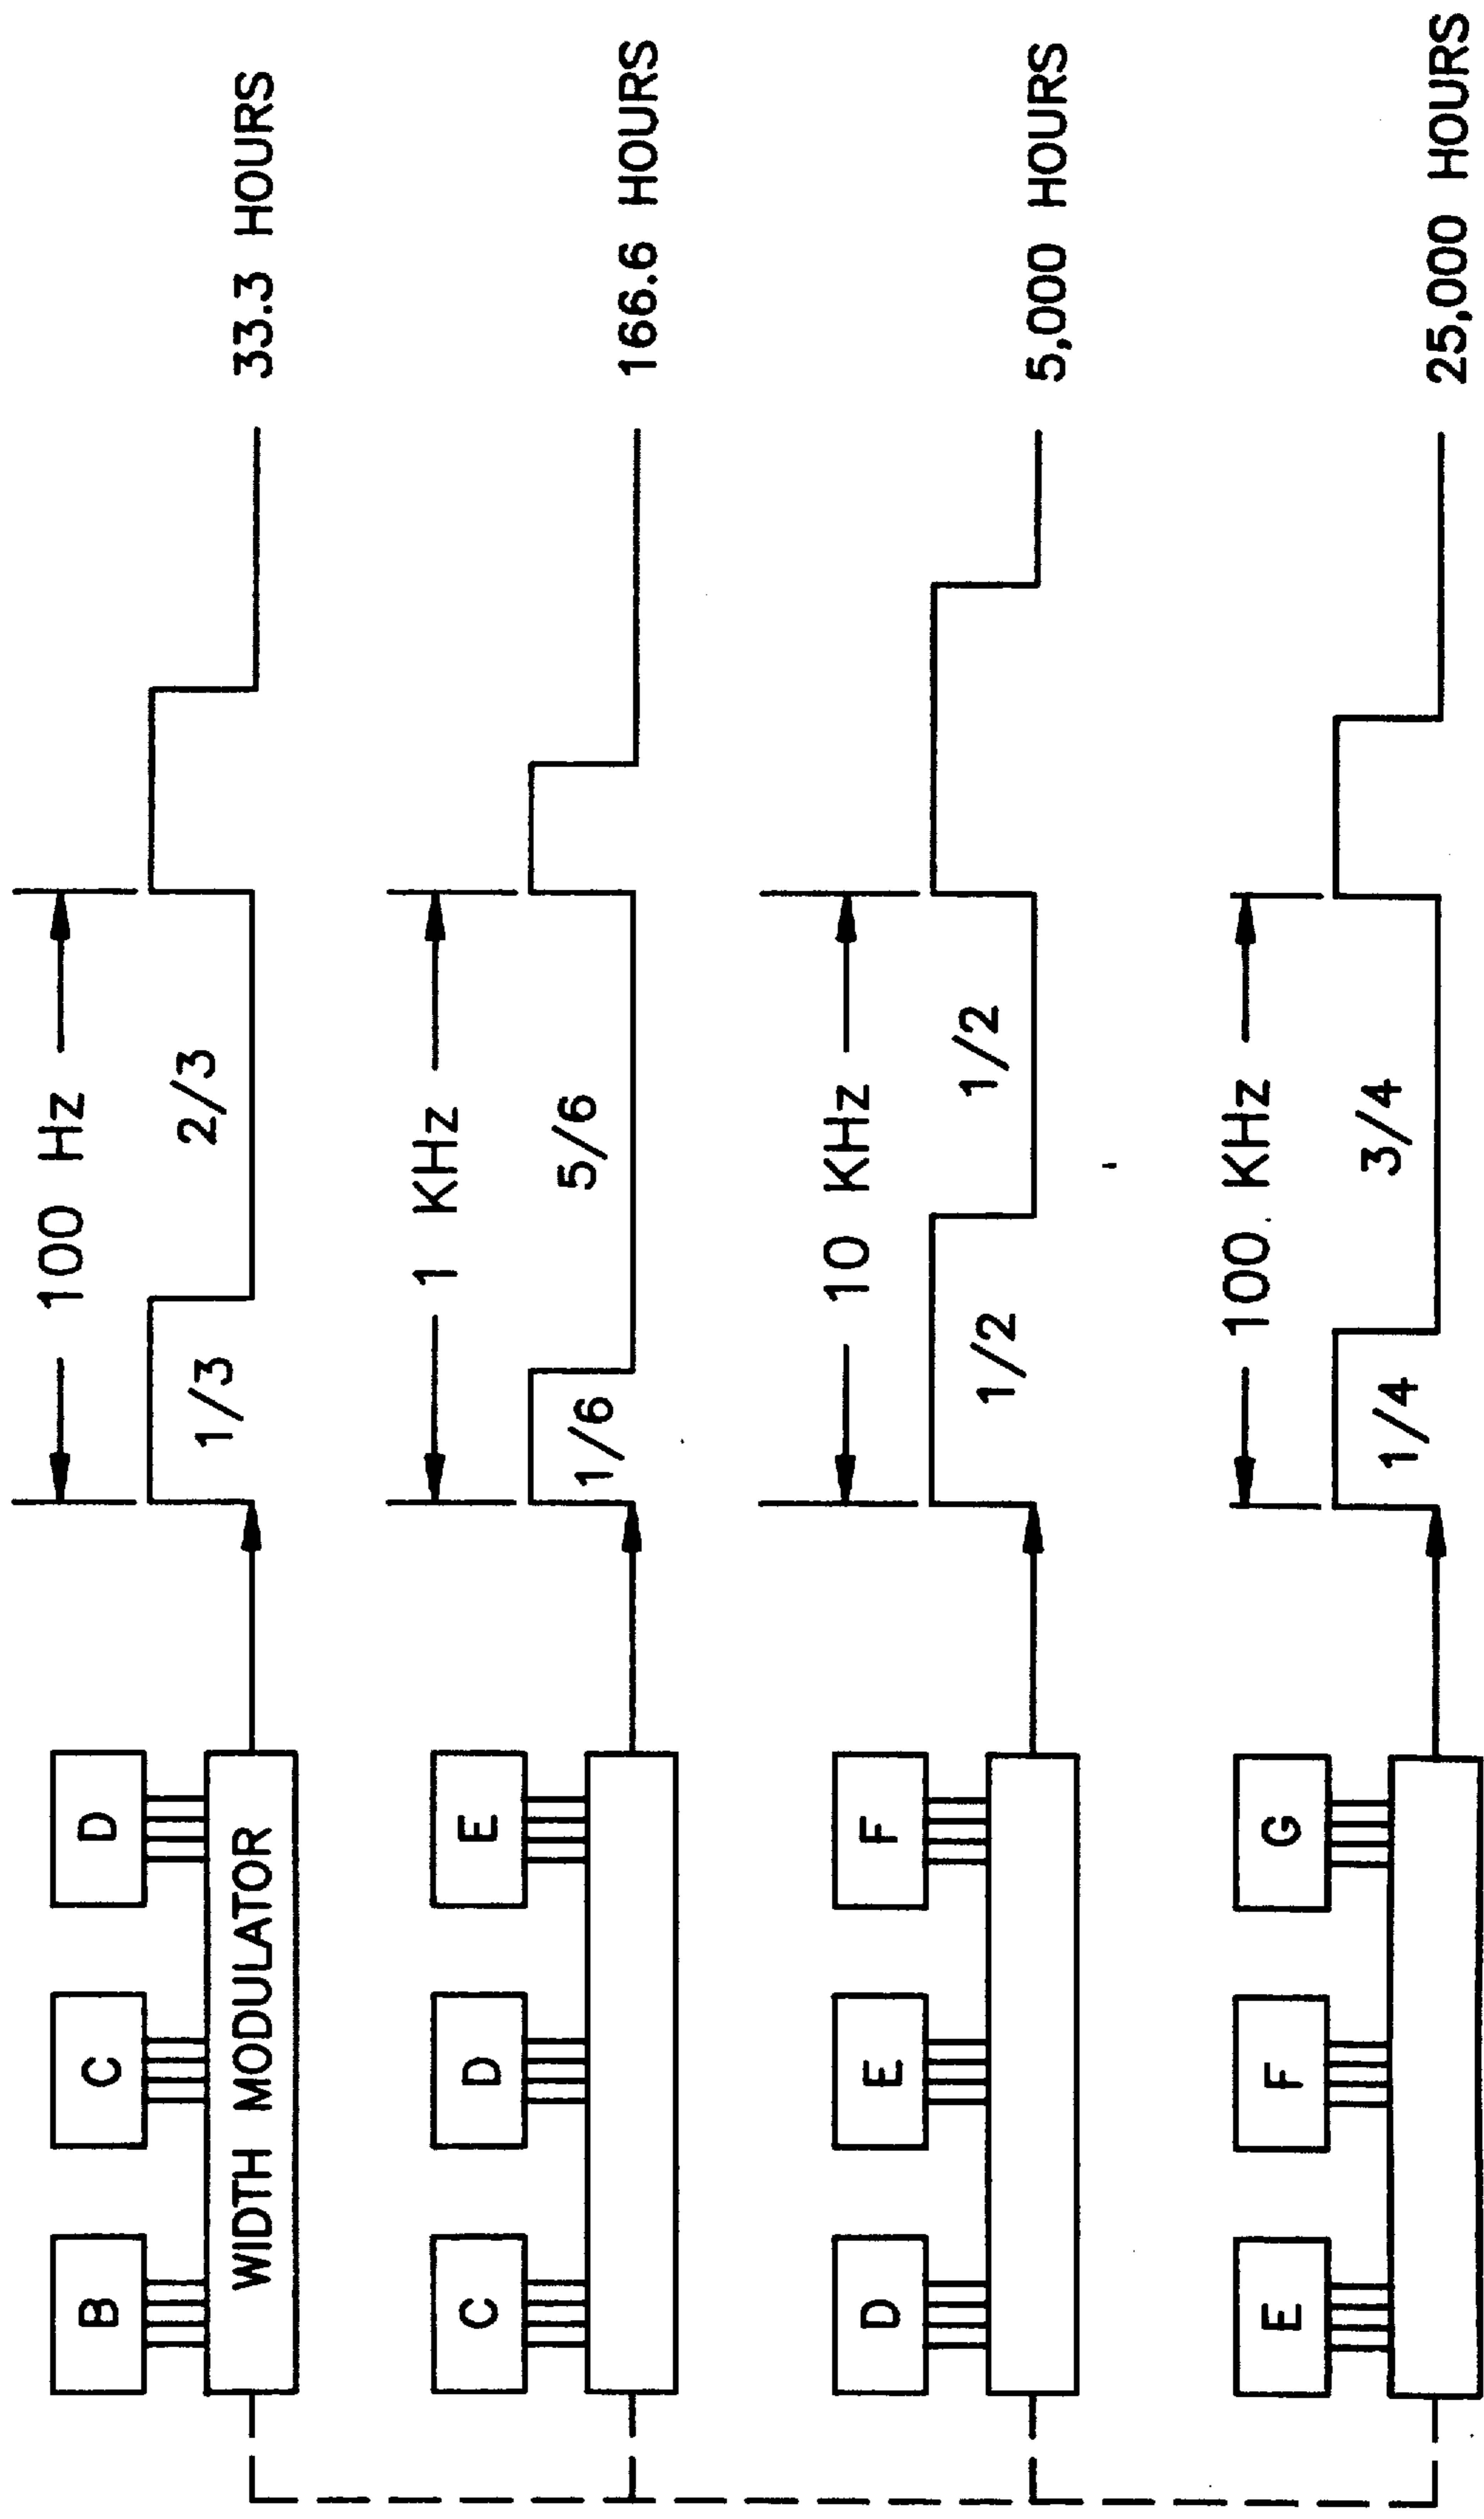 100 Hz
B
C
D
WIDTH MODULATOR
1/3
2/3
33.3 HOURS
1 KHz
C
D
E
1/6
5/6
166.6 HOURS
10 KHz
D
E
F
1/2
1/2
5,000 HOURS
100 KHz
E
F
G
1/4
3/4
25,000 HOURS